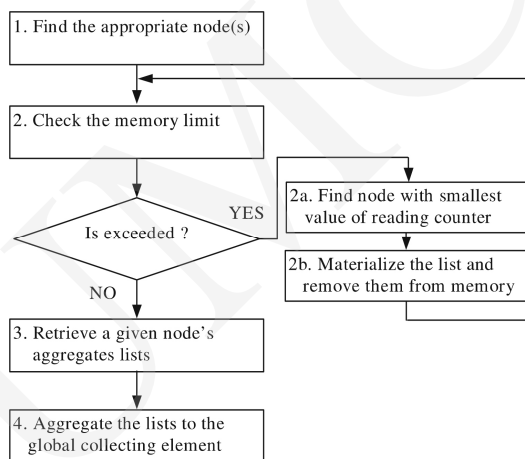 1. Find the appropriate node(s)
2. Check the memory limit
Is exceeded ?
YES
2a. Find node with smallest
value of reading counter
2b. Materialize the list and
remove them from memory
NO
3. Retrieve a given node's
aggregates lists
4. Aggregate the lists to the
global collecting element